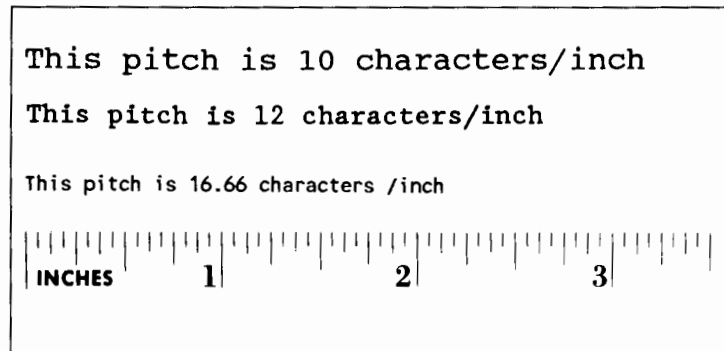 This pitch is 10 characters/inch
This pitch is 12 characters/inch
This pitch is 16.66 characters /inch
INCHES 1 2 3